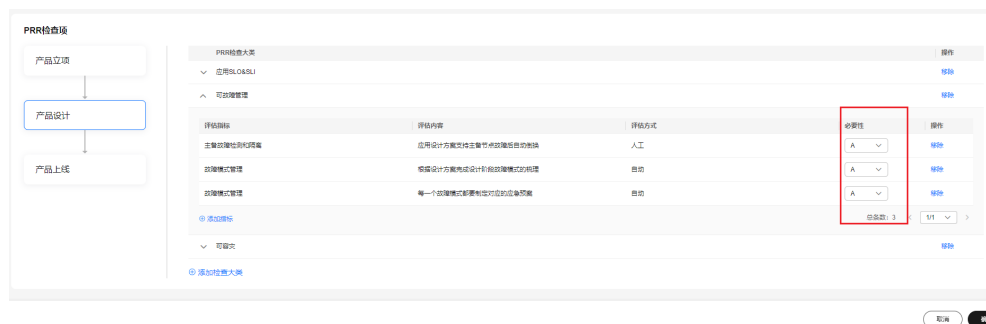 PRR检查项
产品立项
产品设计
产品上线
PRR检查大类 操作
应用SLO&SLI 移除
可故障管理 移除
评估指标 评估内容 评估方式 必要性 操作
主备故障检测和隔离 应用设计方案支持主备节点故障后自动倒换 人工 A 移除
故障模式管理 根据设计方案完成设计阶段故障模式的梳理 自动 A 移除
故障模式管理 每一个故障模式都要制定对应的应急预案 自动 A 移除
添加指标 总条数：3 < 1/1 >
可容灾 移除
添加检查大类
取消